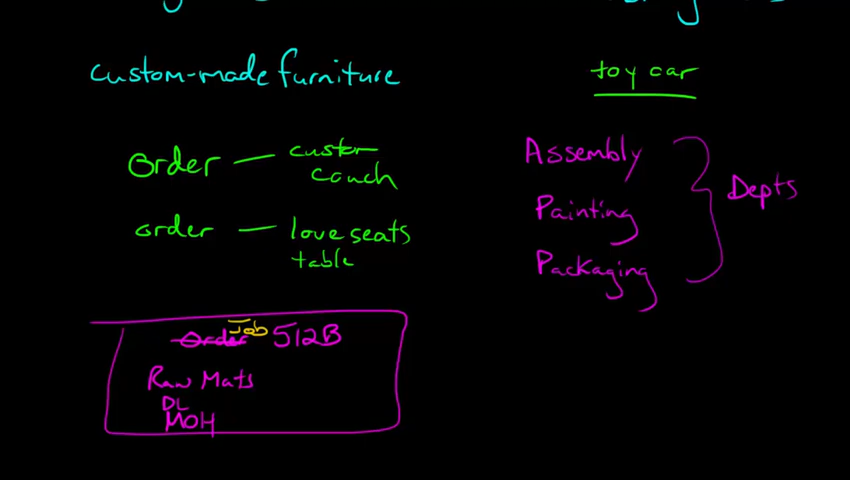 custom-made furniture
toy car
Order — custom
couch
order — love seats
table
Assembly
Painting
Packaging
Depts
Order Job 512B
Raw Mats
DL
MOH